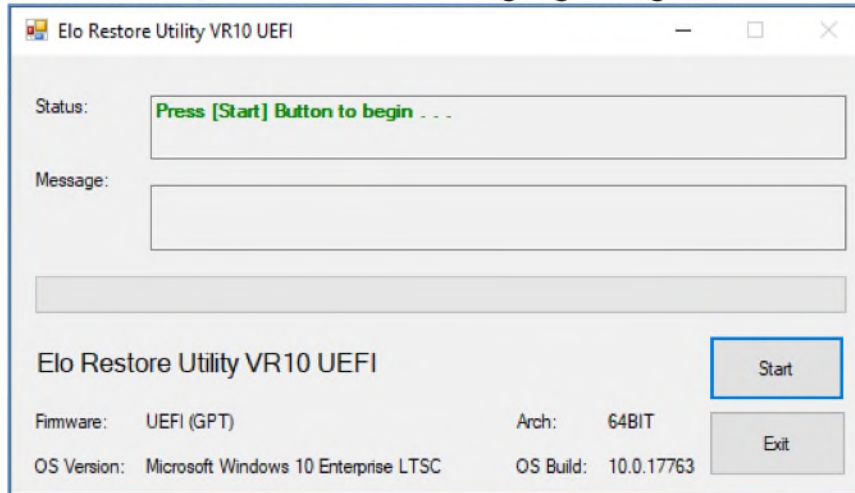 Elo Restore Utility VR10 UEFI
Status:
Press [Start] Button to begin . . .
Message:
Elo Restore Utility VR10 UEFI
Start
Firmware: UEFI (GPT) Arch: 64BIT
Exit
OS Version: Microsoft Windows 10 Enterprise LTSC OS Build: 10.0.17763